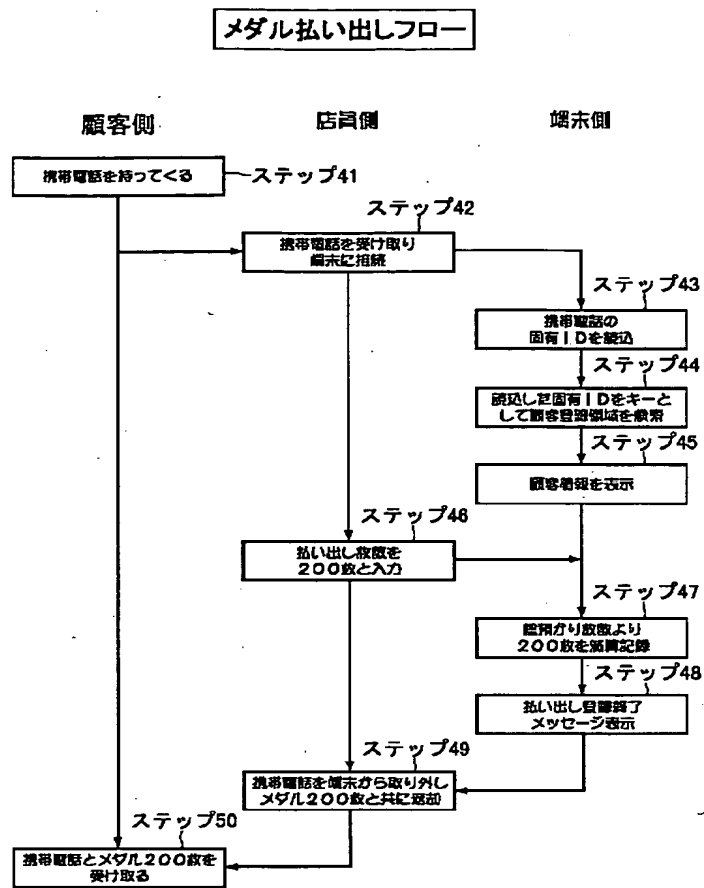 メダル払い出しフロー
顧客側
店員側
端末側
携帯電話を持ってくる
ステップ41
ステップ42
携帯電話を受け取り
端末に接続
ステップ43
携帯電話の
固有IDを読込
ステップ44
読込した固有IDをキーと
して顧客登録領域を検索
ステップ45
顧客情報を表示
ステップ46
払い出し枚数を
200枚と入力
ステップ47
総預かり枚数より
200枚を減算記録
ステップ48
払い出し登録終了
メッセージ表示
ステップ49
携帯電話を端末から取り外し
メダル200枚と共に返却
ステップ50
携帯電話とメダル200枚を
受け取る